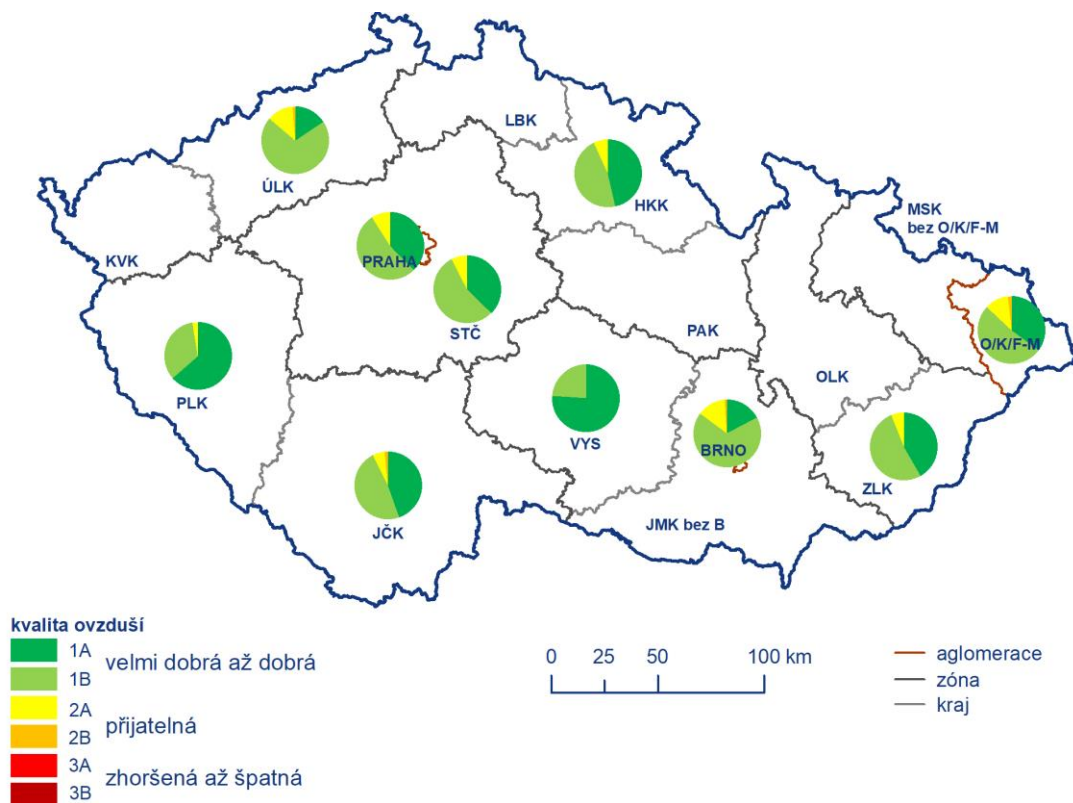 LBK
ÚLK
HKK
MSK
bez O/K/F-M
KVK
PRAHA
STČ
PAK
O/K/F-M
PLK
OLK
VYS
BRNO
ZLK
JČK
JMK bez B
kvalita ovzduší
1A
velmi dobrá až dobrá
1B
2A
přijatelná
2B
3A
zhoršená až špatná
3B
0 25 50 100 km
aglomerace
zóna
kraj